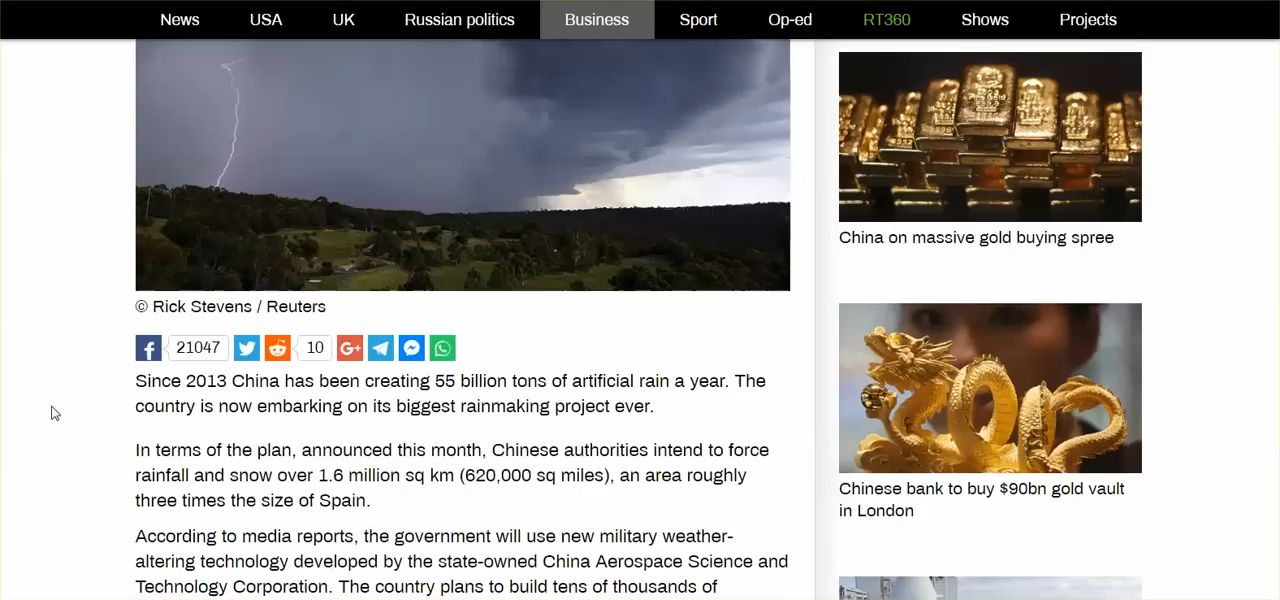 News USA UK Russian politics Business Sport Op-ed RT360 Shows Projects
© Rick Stevens / Reuters
21047 10
Since 2013 China has been creating 55 billion tons of artificial rain a year. The
country is now embarking on its biggest rainmaking project ever.
In terms of the plan, announced this month, Chinese authorities intend to force
rainfall and snow over 1.6 million sq km (620,000 sq miles), an area roughly
three times the size of Spain.
According to media reports, the government will use new military weather-
altering technology developed by the state-owned China Aerospace Science and
Technology Corporation. The country plans to build tens of thousands of
China on massive gold buying spree
Chinese bank to buy $90bn gold vault
in London